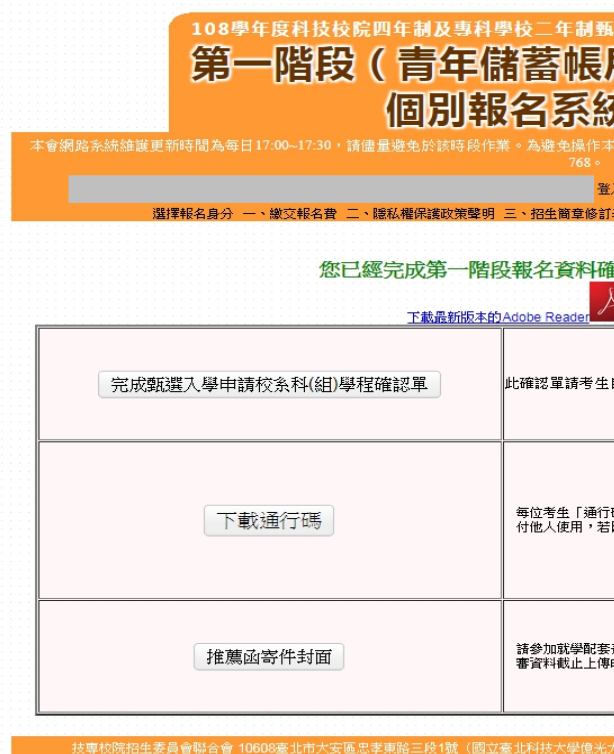 108學年度科技校院四年制及專科學校二年制甄
第一階段（青年儲蓄帳
個別報名系統
本會網路系統維護更新時間為每日17:00~17:30，請儘量避免於該時段作業。為避免操作本
768。
登
選擇報名身分 一、繳交報名費 二、隱私權保護政策聲明 三、招生簡章修訂
您已經完成第一階段報名資料確
下載最新版本的Adobe Reader
完成甄選入學申請校系科(組)學程確認單
此確認單請考生
下載通行碼
每位考生「通行
付他人使用，若
推薦函寄件封面
請參加就學配套
審資料截止上傳
技專校院招生委員會聯合會 10608臺北市大安區忠孝東路三段1號（國立臺北科技大學億光